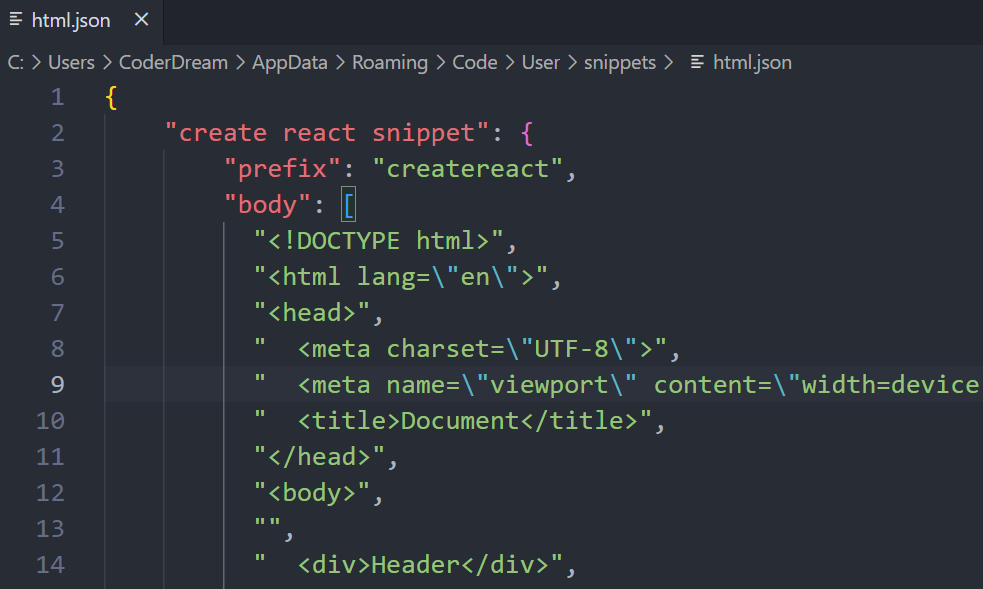 html.json
C: > Users > CoderDream > AppData > Roaming > Code > User > snippets > html.json
1 {
2 "create react snippet": {
3 "prefix": "createreact",
4 "body": [
5 "<!DOCTYPE html>",
6 "<html lang=\"en\">",
7 "<head>",
8 "  <meta charset=\"UTF-8\">",
9 "  <meta name=\"viewport\" content=\"width=device
10 "  <title>Document</title>",
11 "</head>",
12 "<body>",
13 "",
14 "  <div>Header</div>",